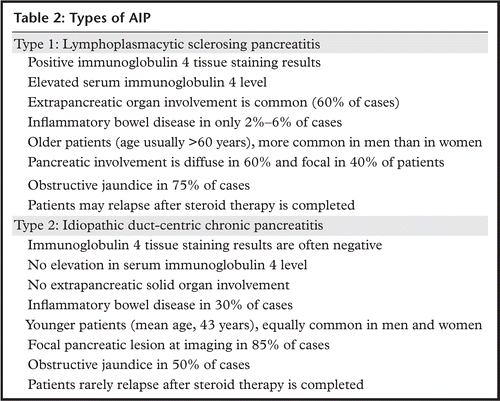 Table 2: Types of AIP
Type 1: Lymphoplasmacytic sclerosing pancreatitis
Positive immunoglobulin 4 tissue staining results
Elevated serum immunoglobulin 4 level
Extrapancreatic organ involvement is common (60% of cases)
Inflammatory bowel disease in only 2%–6% of cases
Older patients (age usually >60 years), more common in men than in women
Pancreatic involvement is diffuse in 60% and focal in 40% of patients
Obstructive jaundice in 75% of cases
Patients may relapse after steroid therapy is completed
Type 2: Idiopathic duct-centric chronic pancreatitis
Immunoglobulin 4 tissue staining results are often negative
No elevation in serum immunoglobulin 4 level
No extrapancreatic solid organ involvement
Inflammatory bowel disease in 30% of cases
Younger patients (mean age, 43 years), equally common in men and women
Focal pancreatic lesion at imaging in 85% of cases
Obstructive jaundice in 50% of cases
Patients rarely relapse after steroid therapy is completed